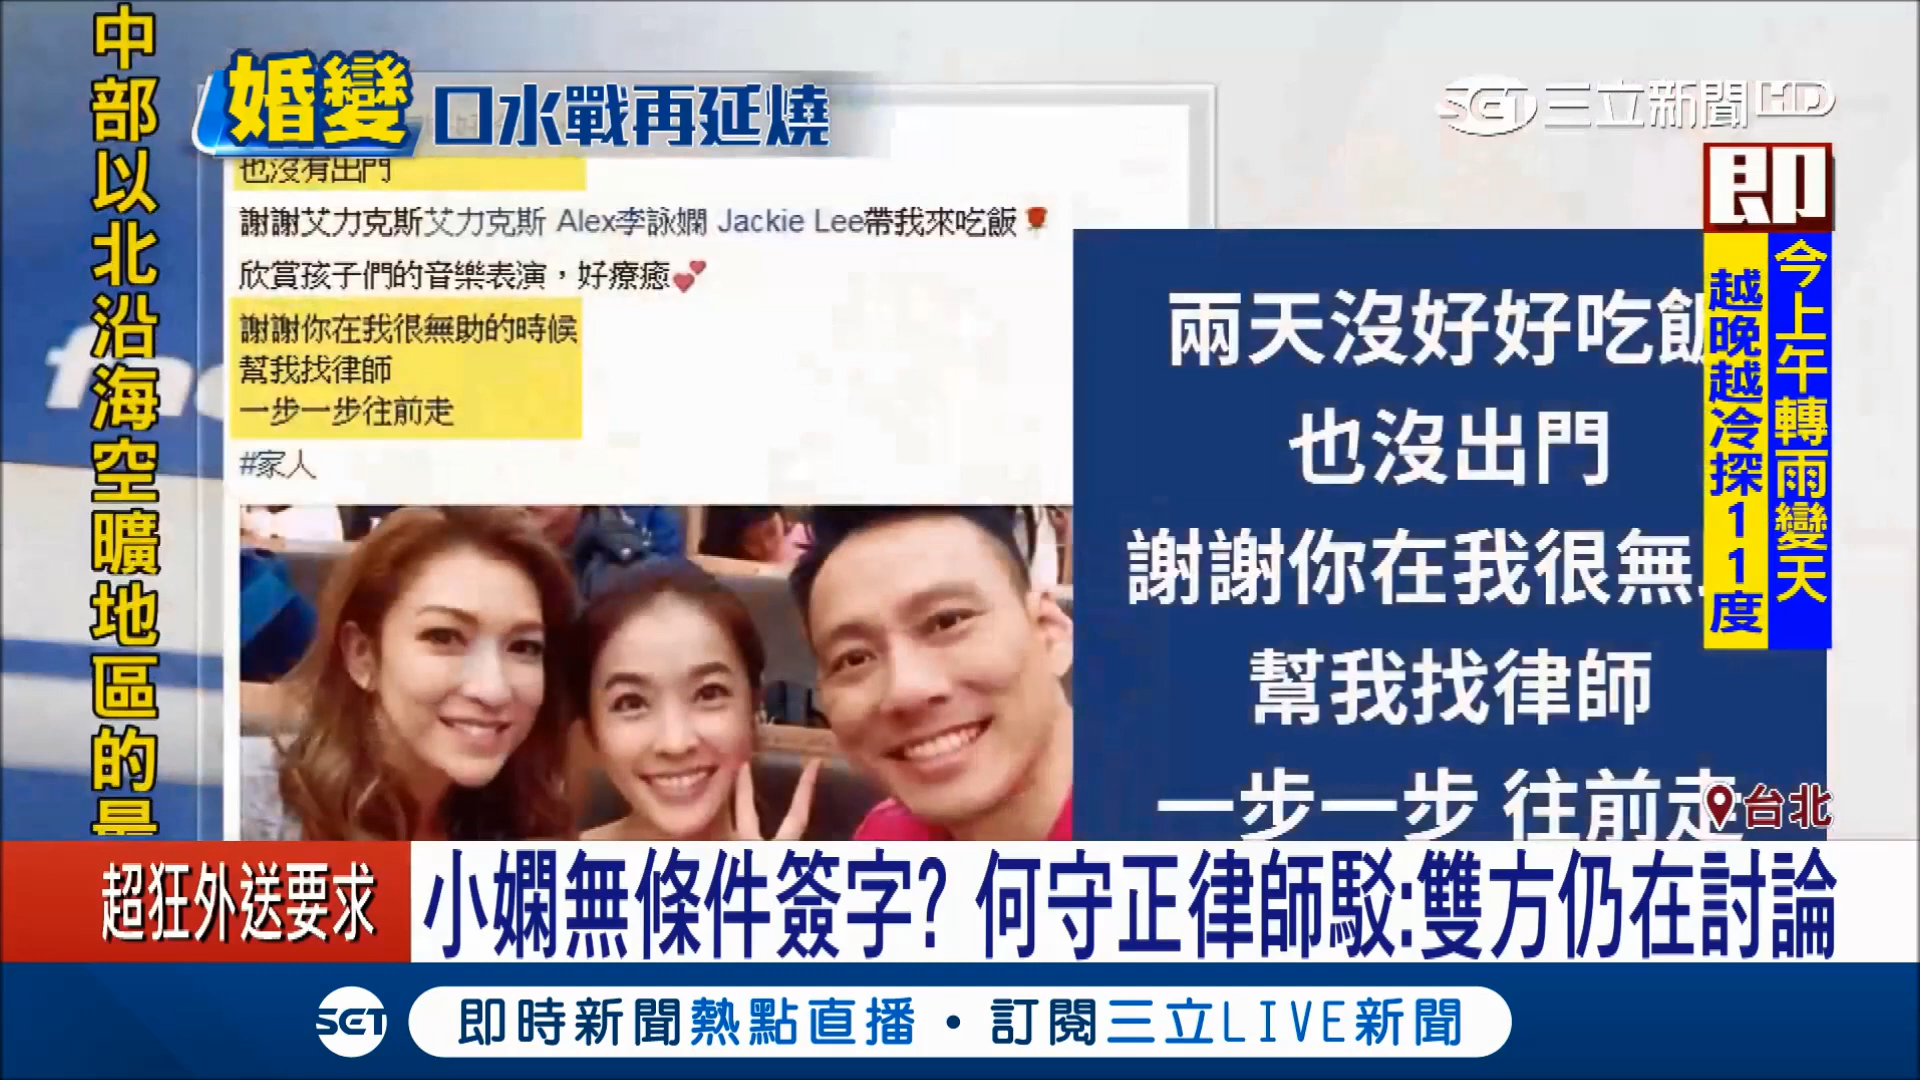 中部以北沿海空曠地區的最
婚變 口水戰再延燒
SET三立新聞HD
即
今上午轉雨變天
越晚越冷探11度
也沒有出門
謝謝艾力克斯艾力克斯 Alex李詠嫻 Jackie Lee帶我來吃飯🌹
欣賞孩子們的音樂表演，好療癒💕
謝謝你在我很無助的時候
幫我找律師
一步一步往前走
#家人
兩天沒好好吃飯
也沒出門
謝謝你在我很無
幫我找律師
一步一步 往前走
台北
超狂外送要求
小嫻無條件簽字? 何守正律師駁:雙方仍在討論
SET 即時新聞熱點直播・訂閱三立LIVE新聞